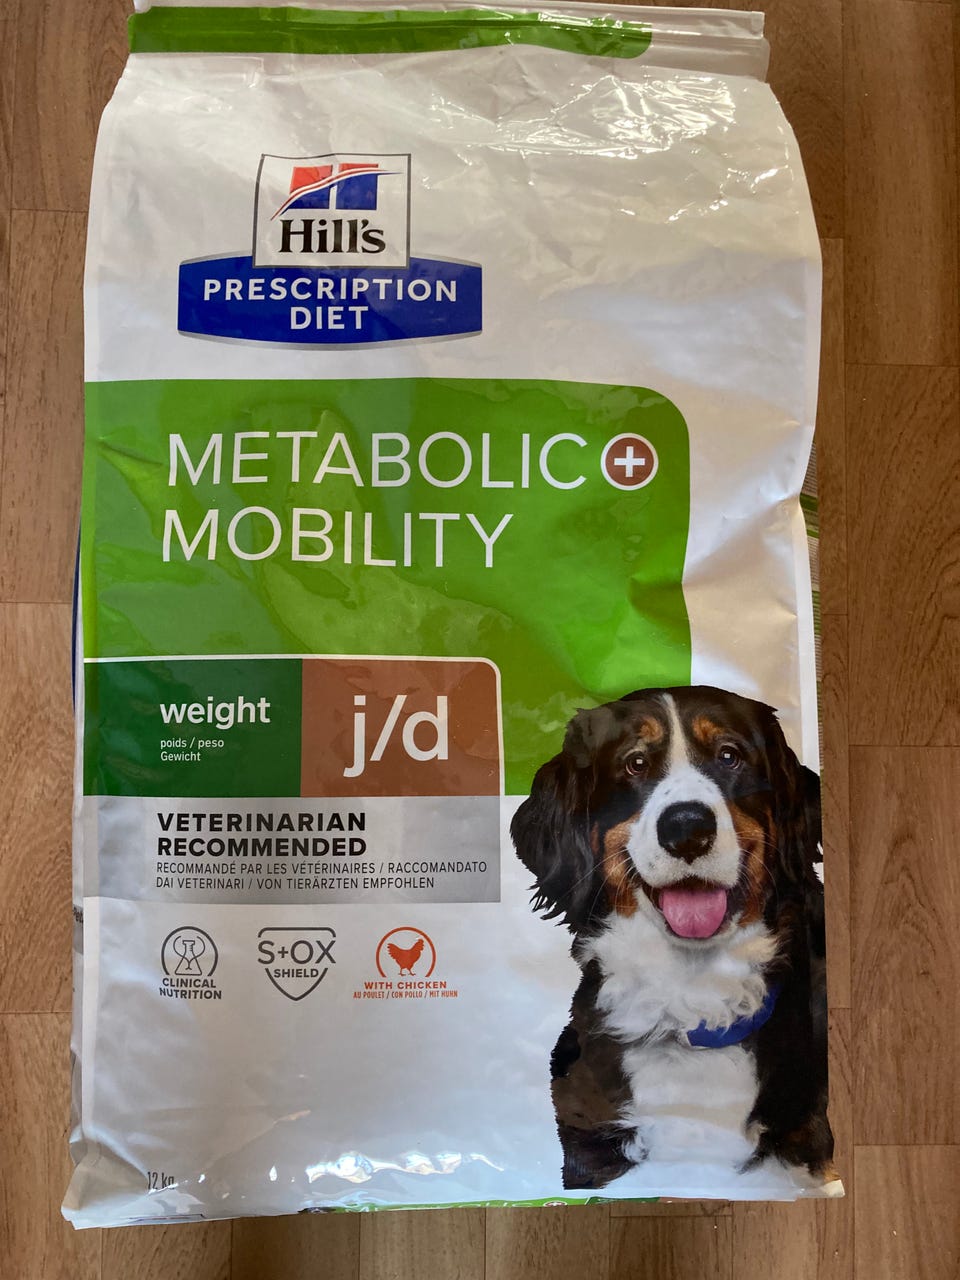 Hill's
PRESCRIPTION
DIET
METABOLIC +
MOBILITY
weight
poids / peso
Gewicht
j/d
VETERINARIAN
RECOMMENDED
RECOMMANDÉ PAR LES VÉTÉRINAIRES / RACCOMANDATO
DAI VETERINARI / VON TIERÄRZTEN EMPFOHLEN
CLINICAL
NUTRITION
S+OX
SHIELD
WITH CHICKEN
AU POULET / CON POLLO / MIT HUHN
12 kg